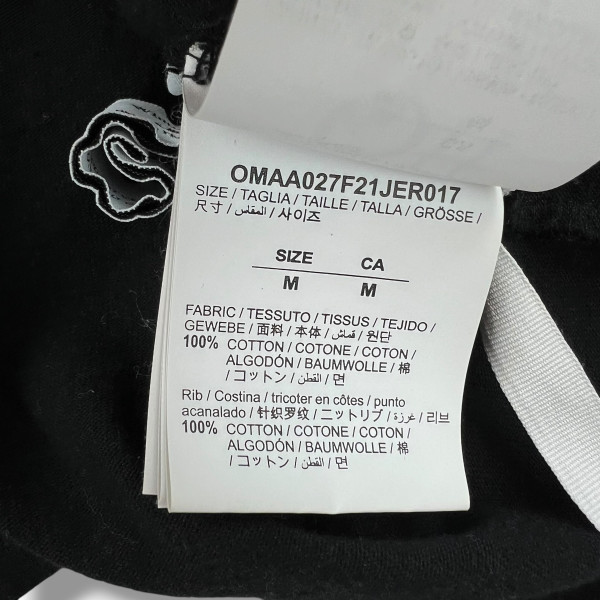 OMAA027F21JER017
SIZE / TAGLIA / TAILLE / TALLA / GRÖSSE /
尺寸 / المقاس / 사이즈
SIZE CA
M M
FABRIC / TESSUTO / TISSUS / TEJIDO /
GEWEBE / 面料 / 本体 / قماش / 원단
100% COTTON / COTONE / COTON /
ALGODÓN / BAUMWOLLE / 棉
/ コットン / القطن / 면
Rib / Costina / tricoter en côtes / punto
acanalado / 针织罗纹 / ニットリブ / غرزة / 리브
100% COTTON / COTONE / COTON /
ALGODÓN / BAUMWOLLE / 棉
/ コットン / القطن / 면